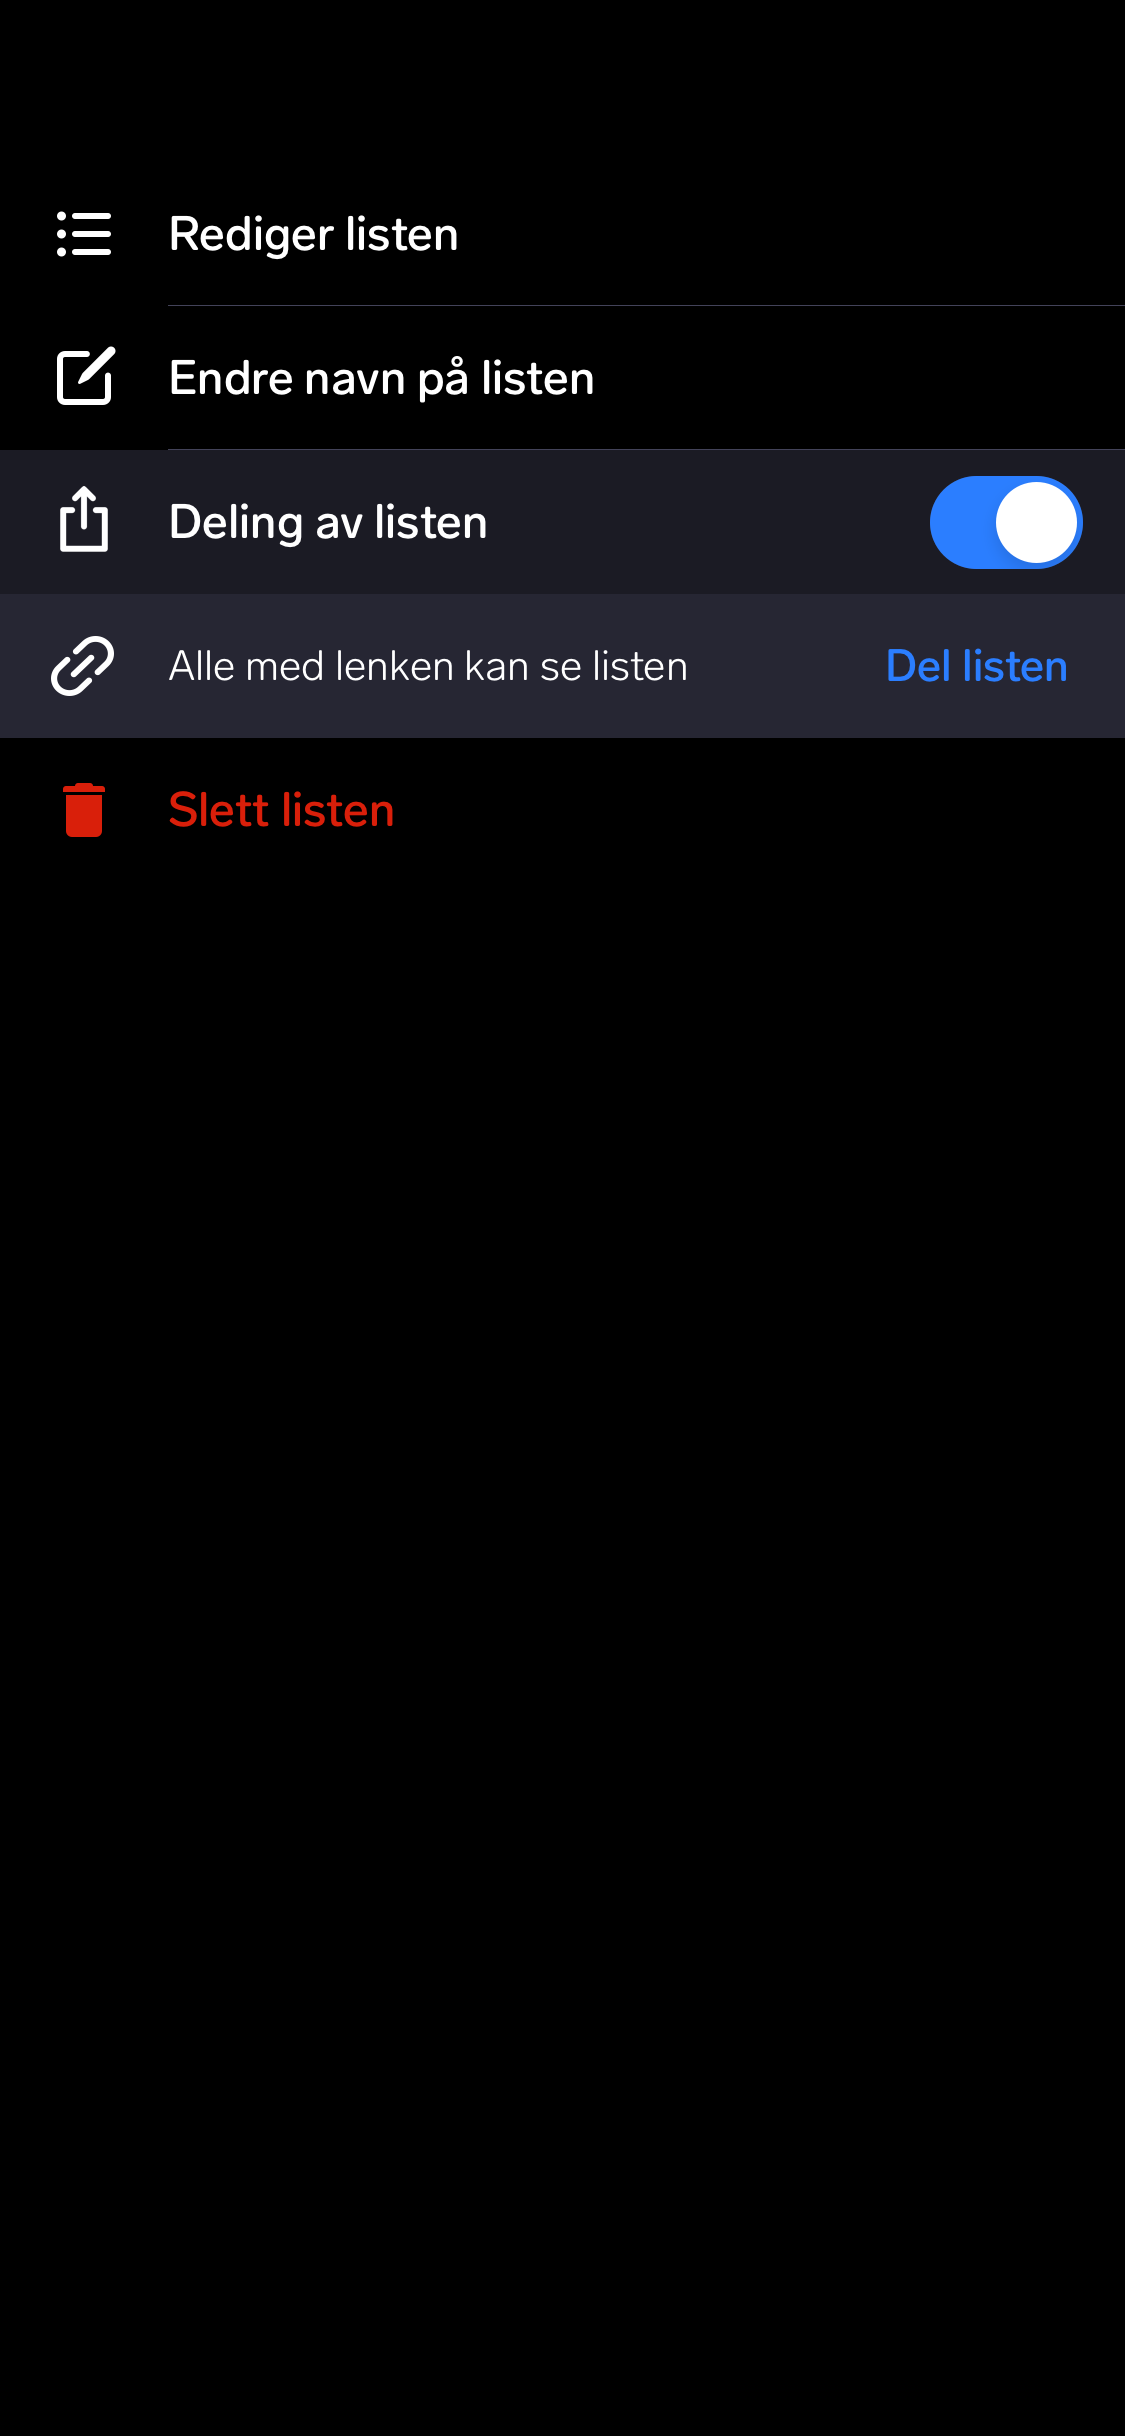 Rediger listen
Endre navn på listen
Deling av listen
Alle med lenken kan se listen Del listen
Slett listen